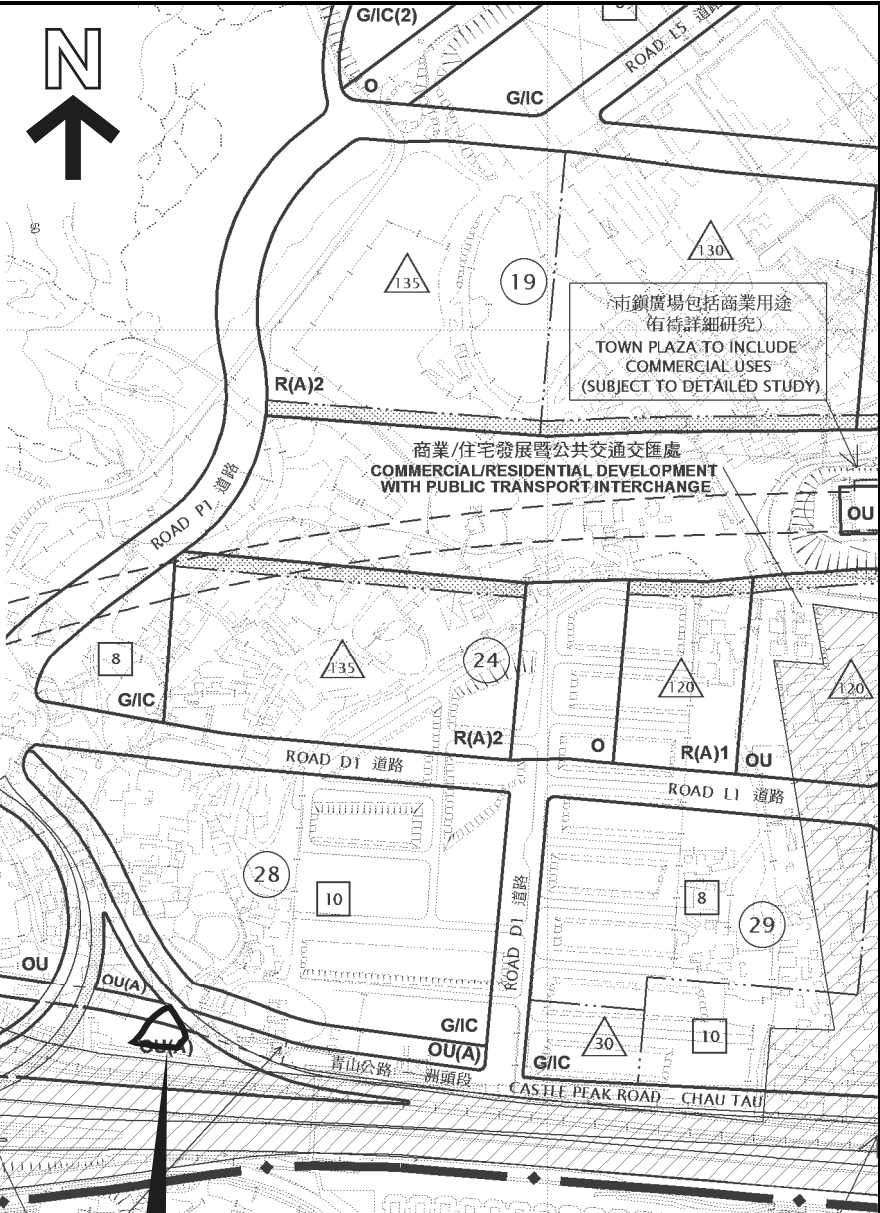 G/IC(2)
N
ROAD L5 道路
O
G/IC
130
135
19
市鎮廣場包括商業用途
(有待詳細研究)
TOWN PLAZA TO INCLUDE
COMMERCIAL USES
(SUBJECT TO DETAILED STUDY)
R(A)2
商業/住宅發展暨公共交通交匯處
COMMERCIAL/RESIDENTIAL DEVELOPMENT
WITH PUBLIC TRANSPORT INTERCHANGE
ROAD P1 道路
OU
8
135
24
120
120
G/IC
R(A)2
O
R(A)1
OU
ROAD D1 道路
ROAD L1 道路
28
10
ROAD D1 道路
8
29
OU
OU(A)
G/IC
OU(A)
OU(A)
30
10
G/IC
青山公路 — 洲頭段
CASTLE PEAK ROAD – CHAU TAU